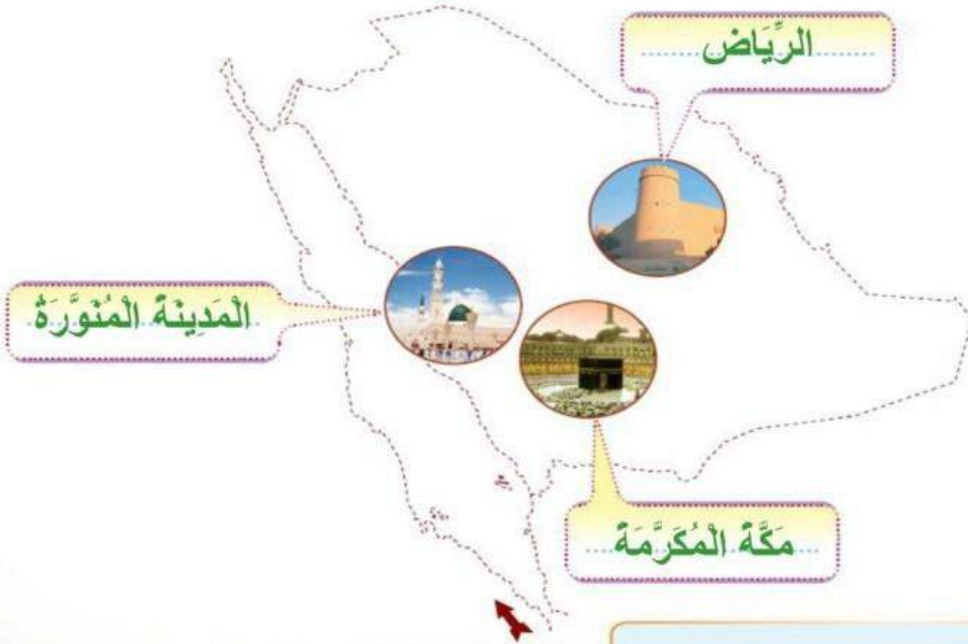 الرِّيَاض
الْمَدِينَةُ الْمُنَوَّرَةُ
مَكَّةُ الْمُكَرَّمَةُ